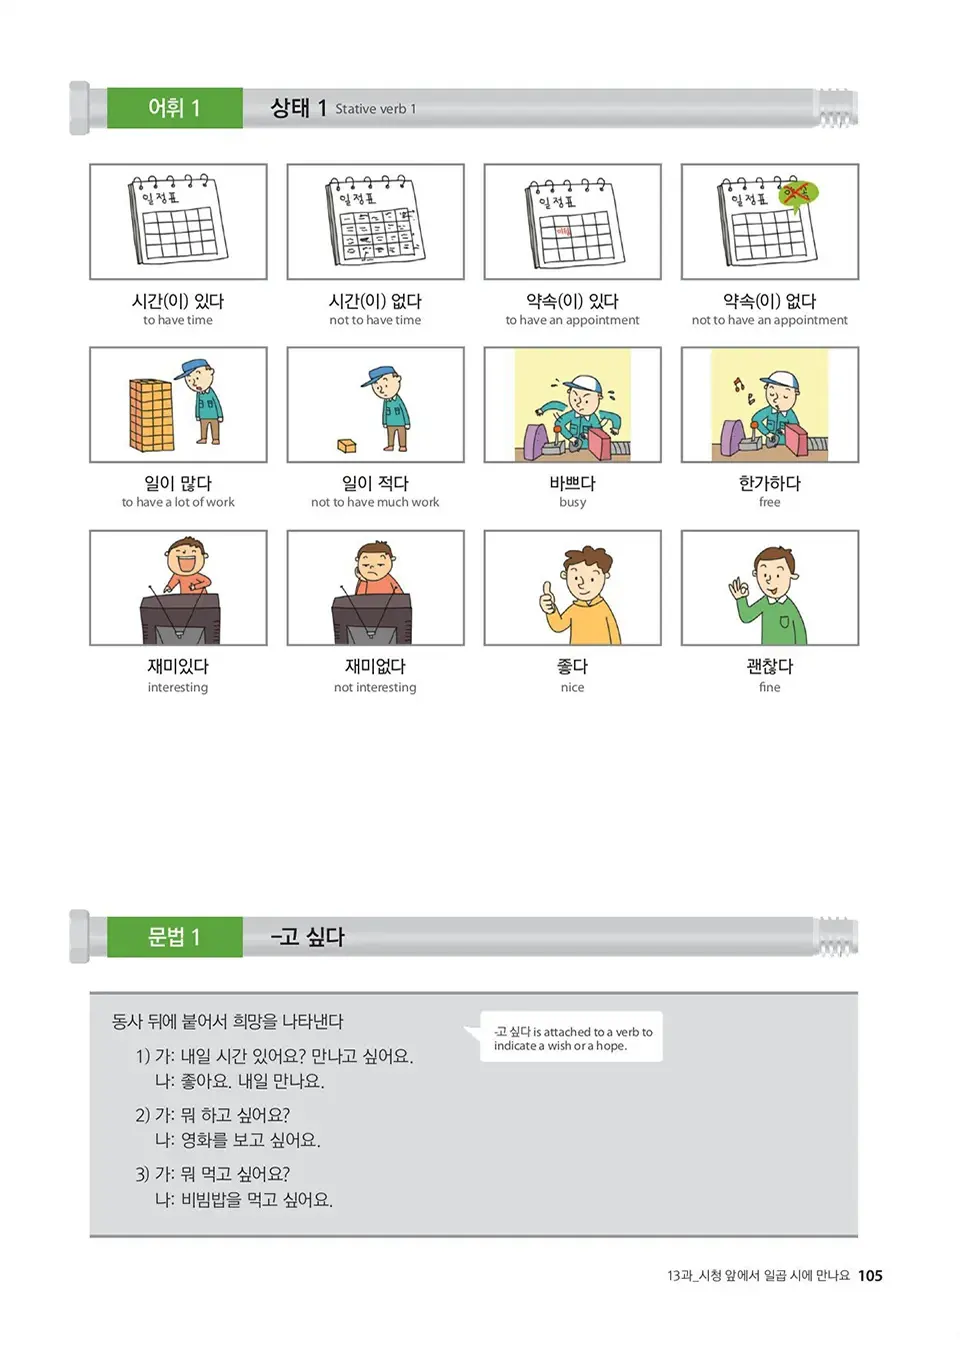 어휘 1
상태 1 Stative verb 1
일정표
일정표
일정표
일정표
시간(이) 있다
to have time
시간(이) 없다
not to have time
약속(이) 있다
to have an appointment
약속(이) 없다
not to have an appointment
일이 많다
to have a lot of work
일이 적다
not to have much work
바쁘다
busy
한가하다
free
재미있다
interesting
재미없다
not interesting
좋다
nice
괜찮다
fine
문법 1
-고 싶다
동사 뒤에 붙어서 희망을 나타낸다
-고 싶다 is attached to a verb to
indicate a wish or a hope.
1) 가: 내일 시간 있어요? 만나고 싶어요.
나: 좋아요. 내일 만나요.
2) 가: 뭐 하고 싶어요?
나: 영화를 보고 싶어요.
3) 가: 뭐 먹고 싶어요?
나: 비빔밥을 먹고 싶어요.
13과_시청 앞에서 일곱 시에 만나요 105